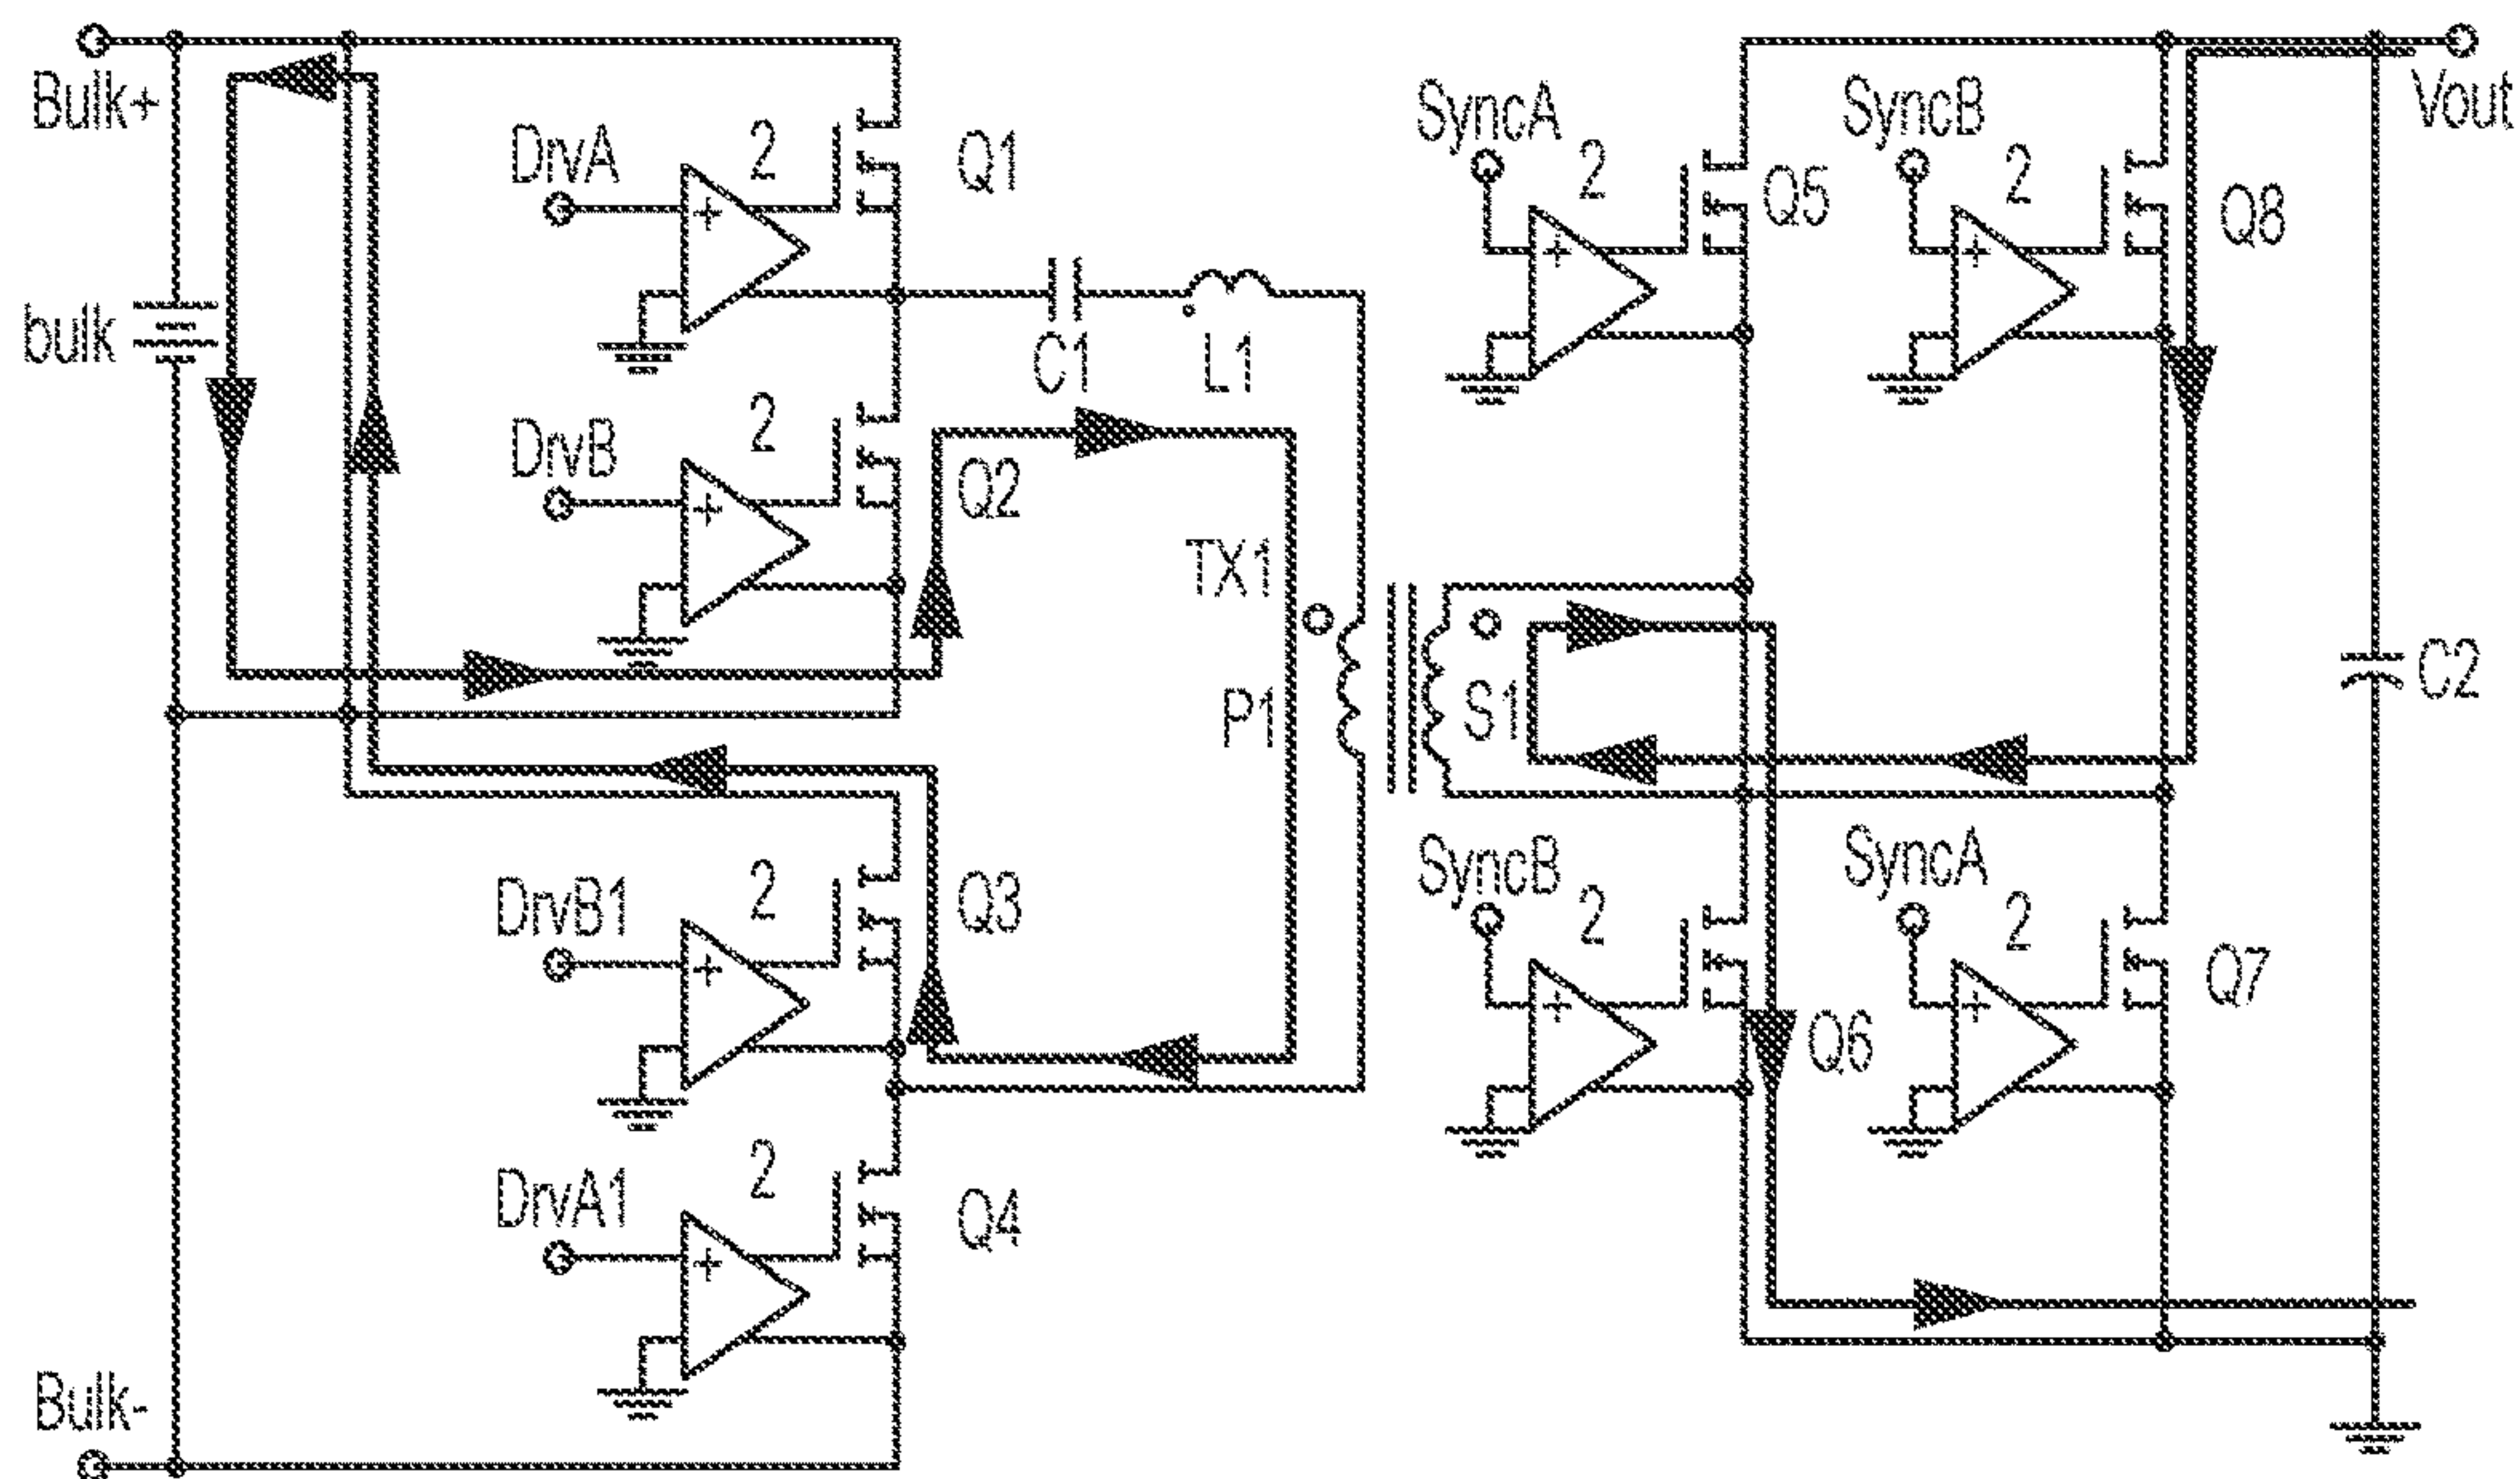 Bulk+
bulk
Bulk-
DrvA
2
Q1
DrvB
2
Q2
C1
L1
TX1
P1
S1
DrvB1
2
Q3
DrvA1
2
Q4
SyncA
2
Q5
SyncB
2
Q8
Vout
C2
SyncB
2
Q6
SyncA
2
Q7